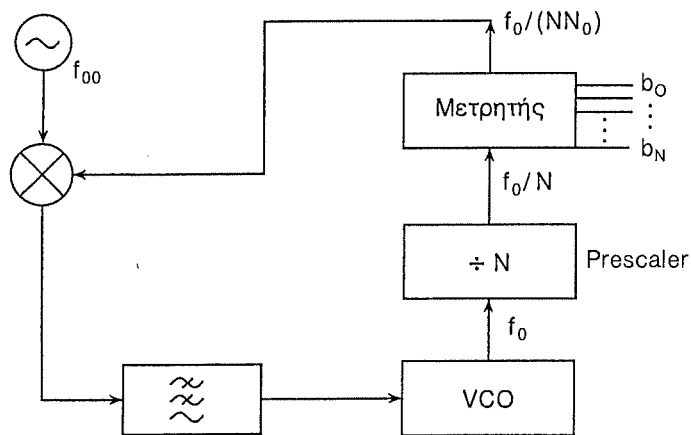 f₀/(NN₀)
f₀₀
Μετρητής
b₀
b_N
f₀/N
÷ N
Prescaler
f₀
VCO